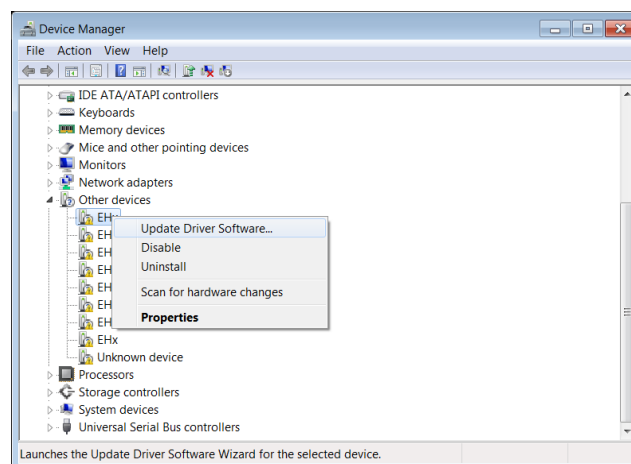 Device Manager
File Action View Help
IDE ATA/ATAPI controllers
Keyboards
Memory devices
Mice and other pointing devices
Monitors
Network adapters
Other devices
EHx
Update Driver Software...
EH
Disable
EH
Uninstall
EH
EH
Scan for hardware changes
EH
EH
Properties
EHx
Unknown device
Processors
Storage controllers
System devices
Universal Serial Bus controllers
Launches the Update Driver Software Wizard for the selected device.